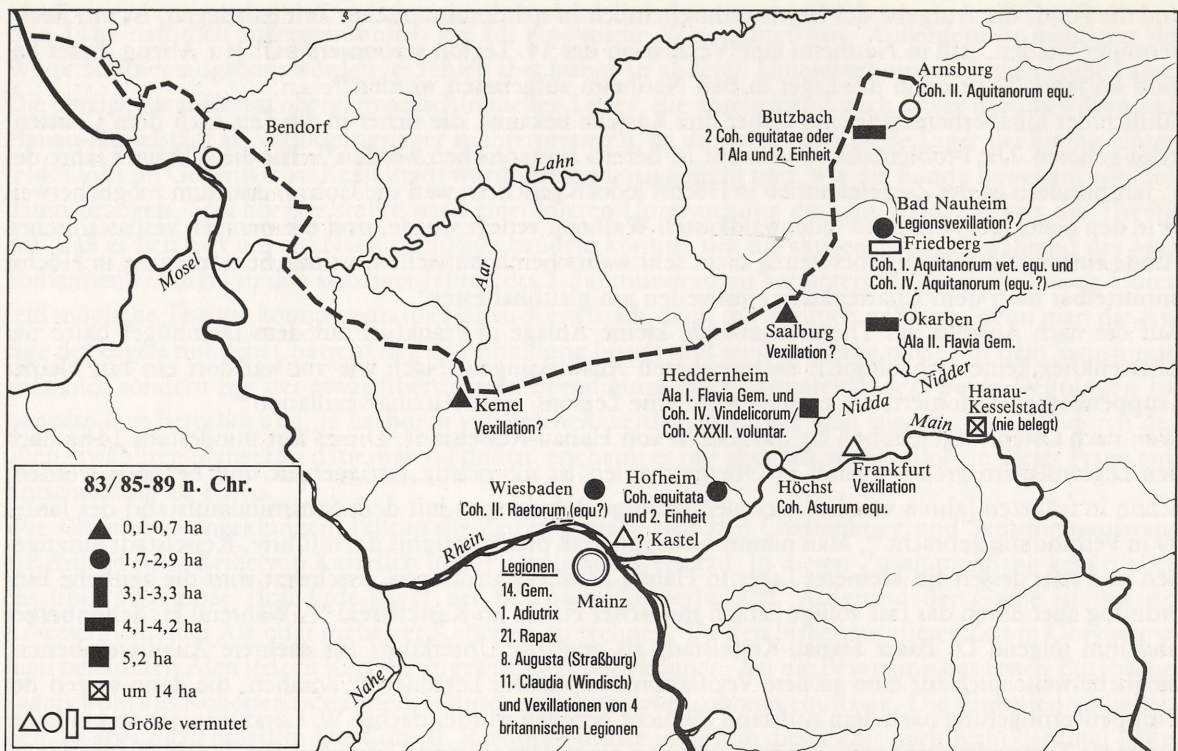 Arnsburg
Coh. II. Aquitanorum equ.
Butzbach
2 Coh. equitatae oder
1 Ala und 2. Einheit
Bendorf
?
Lahn
Bad Nauheim
Legionsvexillation?
Friedberg
Coh. I. Aquitanorum vet. equ. und
Coh. IV. Aquitanorum (equ.?)
Mosel
Aar
Saalburg
Vexillation?
Okarben
Ala II. Flavia Gem.
Heddernheim
Ala I. Flavia Gem. und
Coh. IV. Vindelicorum/
Coh. XXXII. voluntar.
Nidder
Nidda
Hanau-
Kesselstadt
(nie belegt)
Main
Kemel
Vexillation?
Frankfurt
Vexillation
Höchst
Coh. Asturum equ.
Wiesbaden
Coh. II. Raetorum (equ?)
Hofheim
Coh. equitata
und 2. Einheit
? Kastel
Rhein
Mainz
Legionen
14. Gem.
1. Adiutrix
21. Rapax
8. Augusta (Straßburg)
11. Claudia (Windisch)
und Vexillationen von 4
britannischen Legionen
Nahe
83/85-89 n. Chr.
0,1-0,7 ha
1,7-2,9 ha
3,1-3,3 ha
4,1-4,2 ha
5,2 ha
um 14 ha
Größe vermutet